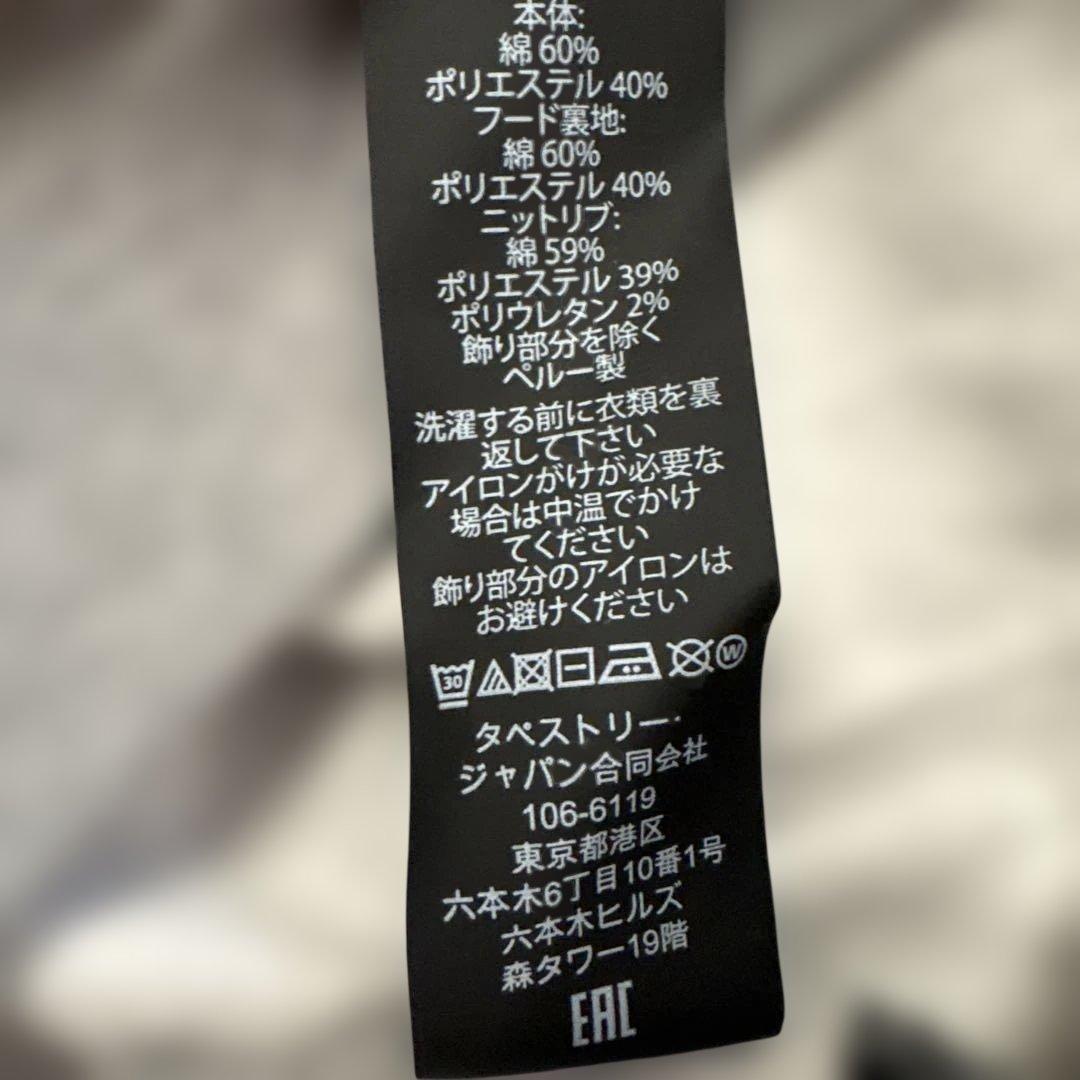 本体:
綿 60%
ポリエステル 40%
フード裏地:
綿 60%
ポリエステル 40%
ニットリブ:
綿 59%
ポリエステル 39%
ポリウレタン 2%
飾り部分を除く
ペルー製
洗濯する前に衣類を裏
返して下さい
アイロンがけが必要な
場合は中温でかけ
てください
飾り部分のアイロンは
お避けください
30 W
タペストリー·
ジャパン合同会社
106-6119
東京都港区
六本木6丁目10番1号
六本木ヒルズ
森タワー19階
EAC